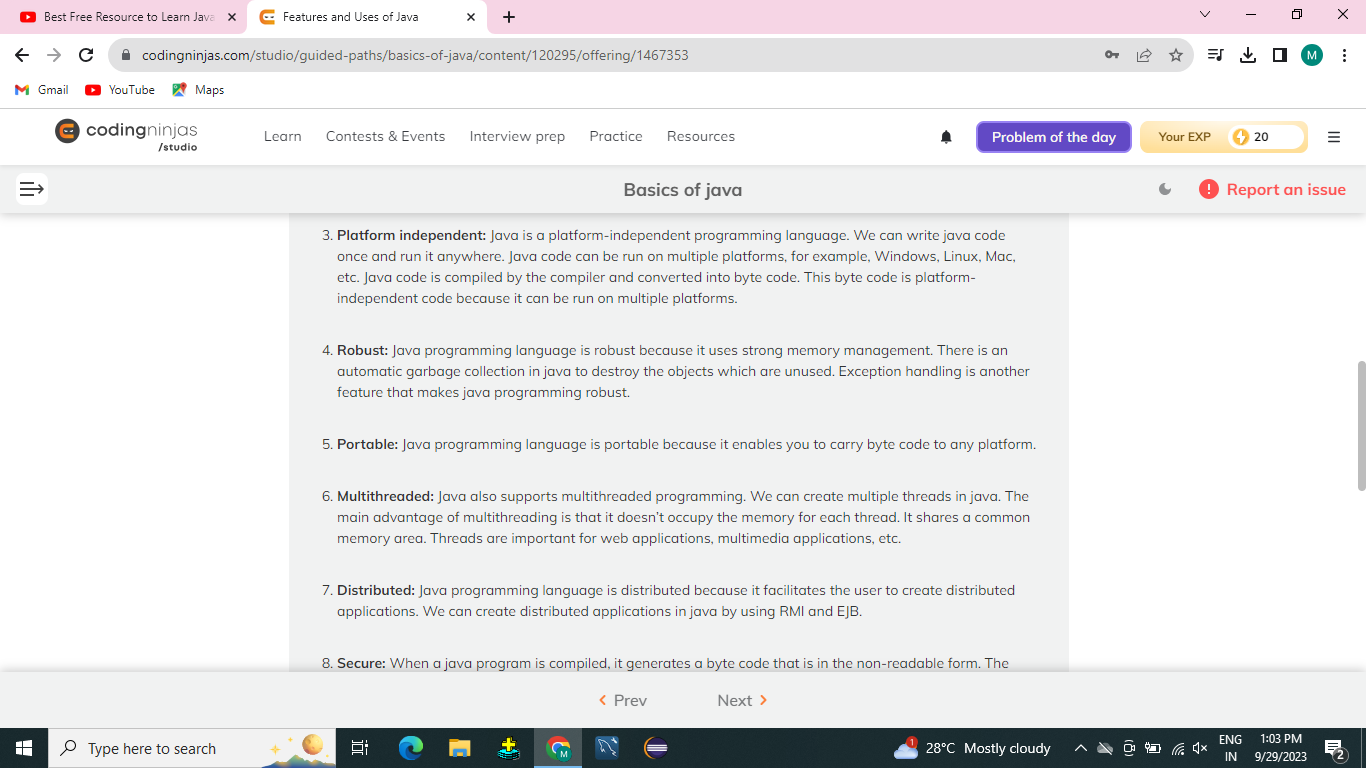 Best Free Resource to Learn Java
Features and Uses of Java
codingninjas.com/studio/guided-paths/basics-of-java/content/120295/offering/1467353
M
Gmail
YouTube
Maps
codingninjas
/studio
Learn
Contests & Events
Interview prep
Practice
Resources
Problem of the day
Your EXP
20
Basics of java
Report an issue
3. Platform independent: Java is a platform-independent programming language. We can write java code
once and run it anywhere. Java code can be run on multiple platforms, for example, Windows, Linux, Mac,
etc. Java code is compiled by the compiler and converted into byte code. This byte code is platform-
independent code because it can be run on multiple platforms.
4. Robust: Java programming language is robust because it uses strong memory management. There is an
automatic garbage collection in java to destroy the objects which are unused. Exception handling is another
feature that makes java programming robust.
5. Portable: Java programming language is portable because it enables you to carry byte code to any platform.
6. Multithreaded: Java also supports multithreaded programming. We can create multiple threads in java. The
main advantage of multithreading is that it doesn't occupy the memory for each thread. It shares a common
memory area. Threads are important for web applications, multimedia applications, etc.
7. Distributed: Java programming language is distributed because it facilitates the user to create distributed
applications. We can create distributed applications in java by using RMI and EJB.
8. Secure: When a java program is compiled, it generates a byte code that is in the non-readable form. The
Prev
Next
Type here to search
M
1
28°C Mostly cloudy
ENG
IN
1:03 PM
9/29/2023
2